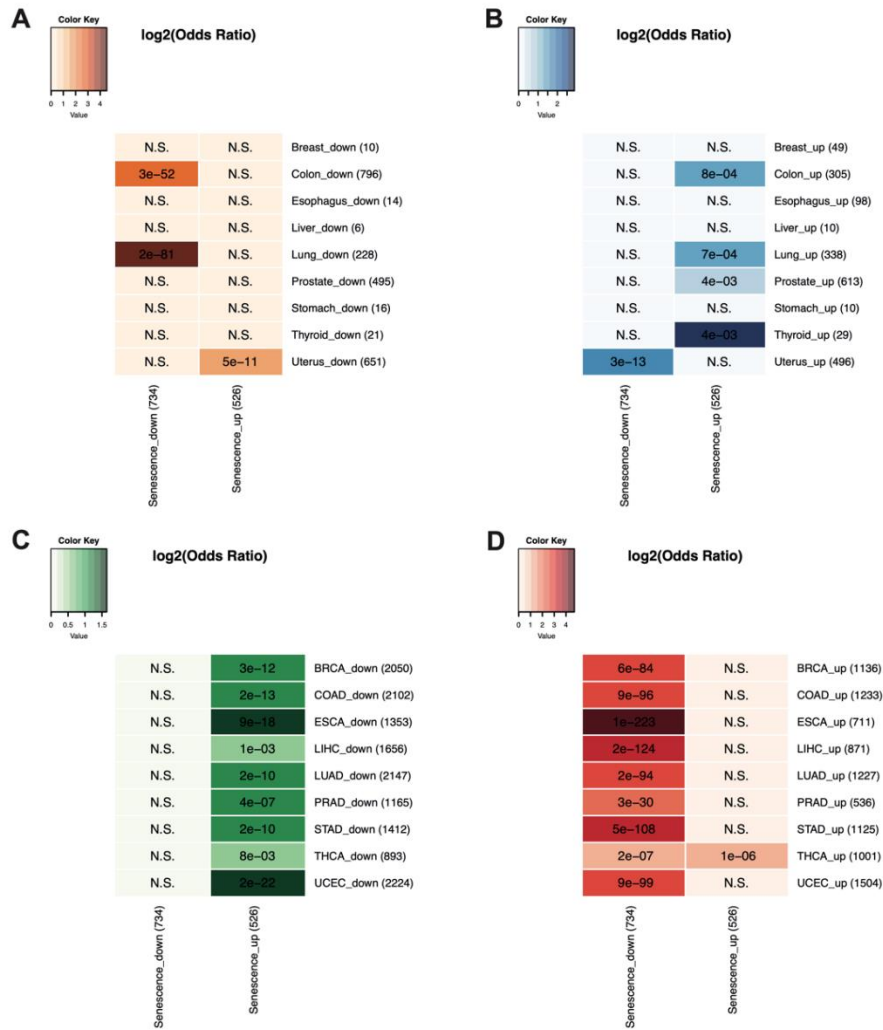 A
Color Key
log2(Odds Ratio)
0 1 2 3 4
Value
N.S. N.S. Breast_down (10)
3e−52 N.S. Colon_down (796)
N.S. N.S. Esophagus_down (14)
N.S. N.S. Liver_down (6)
2e−81 N.S. Lung_down (228)
N.S. N.S. Prostate_down (495)
N.S. N.S. Stomach_down (16)
N.S. N.S. Thyroid_down (21)
N.S. 5e−11 Uterus_down (651)
Senescence_down (734)
Senescence_up (526)
B
Color Key
log2(Odds Ratio)
0 1 2
Value
N.S. N.S. Breast_up (49)
N.S. 8e−04 Colon_up (305)
N.S. N.S. Esophagus_up (98)
N.S. N.S. Liver_up (10)
N.S. 7e−04 Lung_up (338)
N.S. 4e−03 Prostate_up (613)
N.S. N.S. Stomach_up (10)
N.S. 4e−03 Thyroid_up (29)
3e−13 N.S. Uterus_up (496)
Senescence_down (734)
Senescence_up (526)
C
Color Key
log2(Odds Ratio)
0 0.5 1 1.5
Value
N.S. 3e−12 BRCA_down (2050)
N.S. 2e−13 COAD_down (2102)
N.S. 9e−18 ESCA_down (1353)
N.S. 1e−03 LIHC_down (1656)
N.S. 2e−10 LUAD_down (2147)
N.S. 4e−07 PRAD_down (1165)
N.S. 2e−10 STAD_down (1412)
N.S. 8e−03 THCA_down (893)
N.S. 2e−22 UCEC_down (2224)
Senescence_down (734)
Senescence_up (526)
D
Color Key
log2(Odds Ratio)
0 1 2 3 4
Value
6e−84 N.S. BRCA_up (1136)
9e−96 N.S. COAD_up (1233)
1e−223 N.S. ESCA_up (711)
2e−124 N.S. LIHC_up (871)
2e−94 N.S. LUAD_up (1227)
3e−30 N.S. PRAD_up (536)
5e−108 N.S. STAD_up (1125)
2e−07 1e−06 THCA_up (1001)
9e−99 N.S. UCEC_up (1504)
Senescence_down (734)
Senescence_up (526)